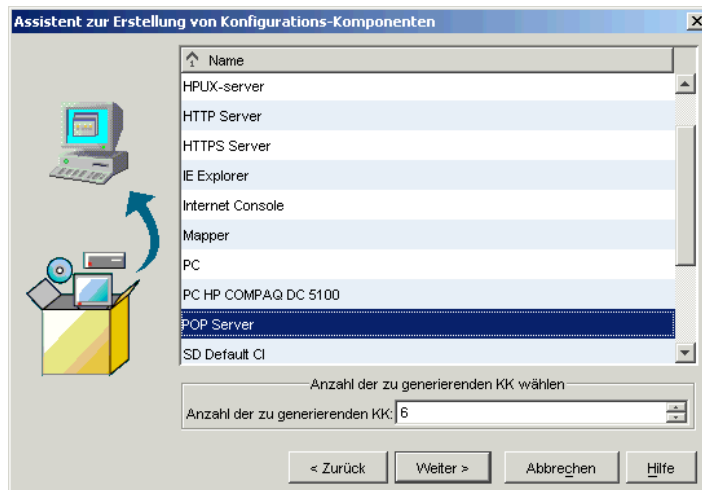 Assistent zur Erstellung von Konfigurations-Komponenten
1 Name
HPUX-server
HTTP Server
HTTPS Server
IE Explorer
Internet Console
Mapper
PC
PC HP COMPAQ DC 5100
POP Server
SD Default CI
Anzahl der zu generierenden KK wählen
Anzahl der zu generierenden KK: 6
< Zurück Weiter > Abbrechen Hilfe